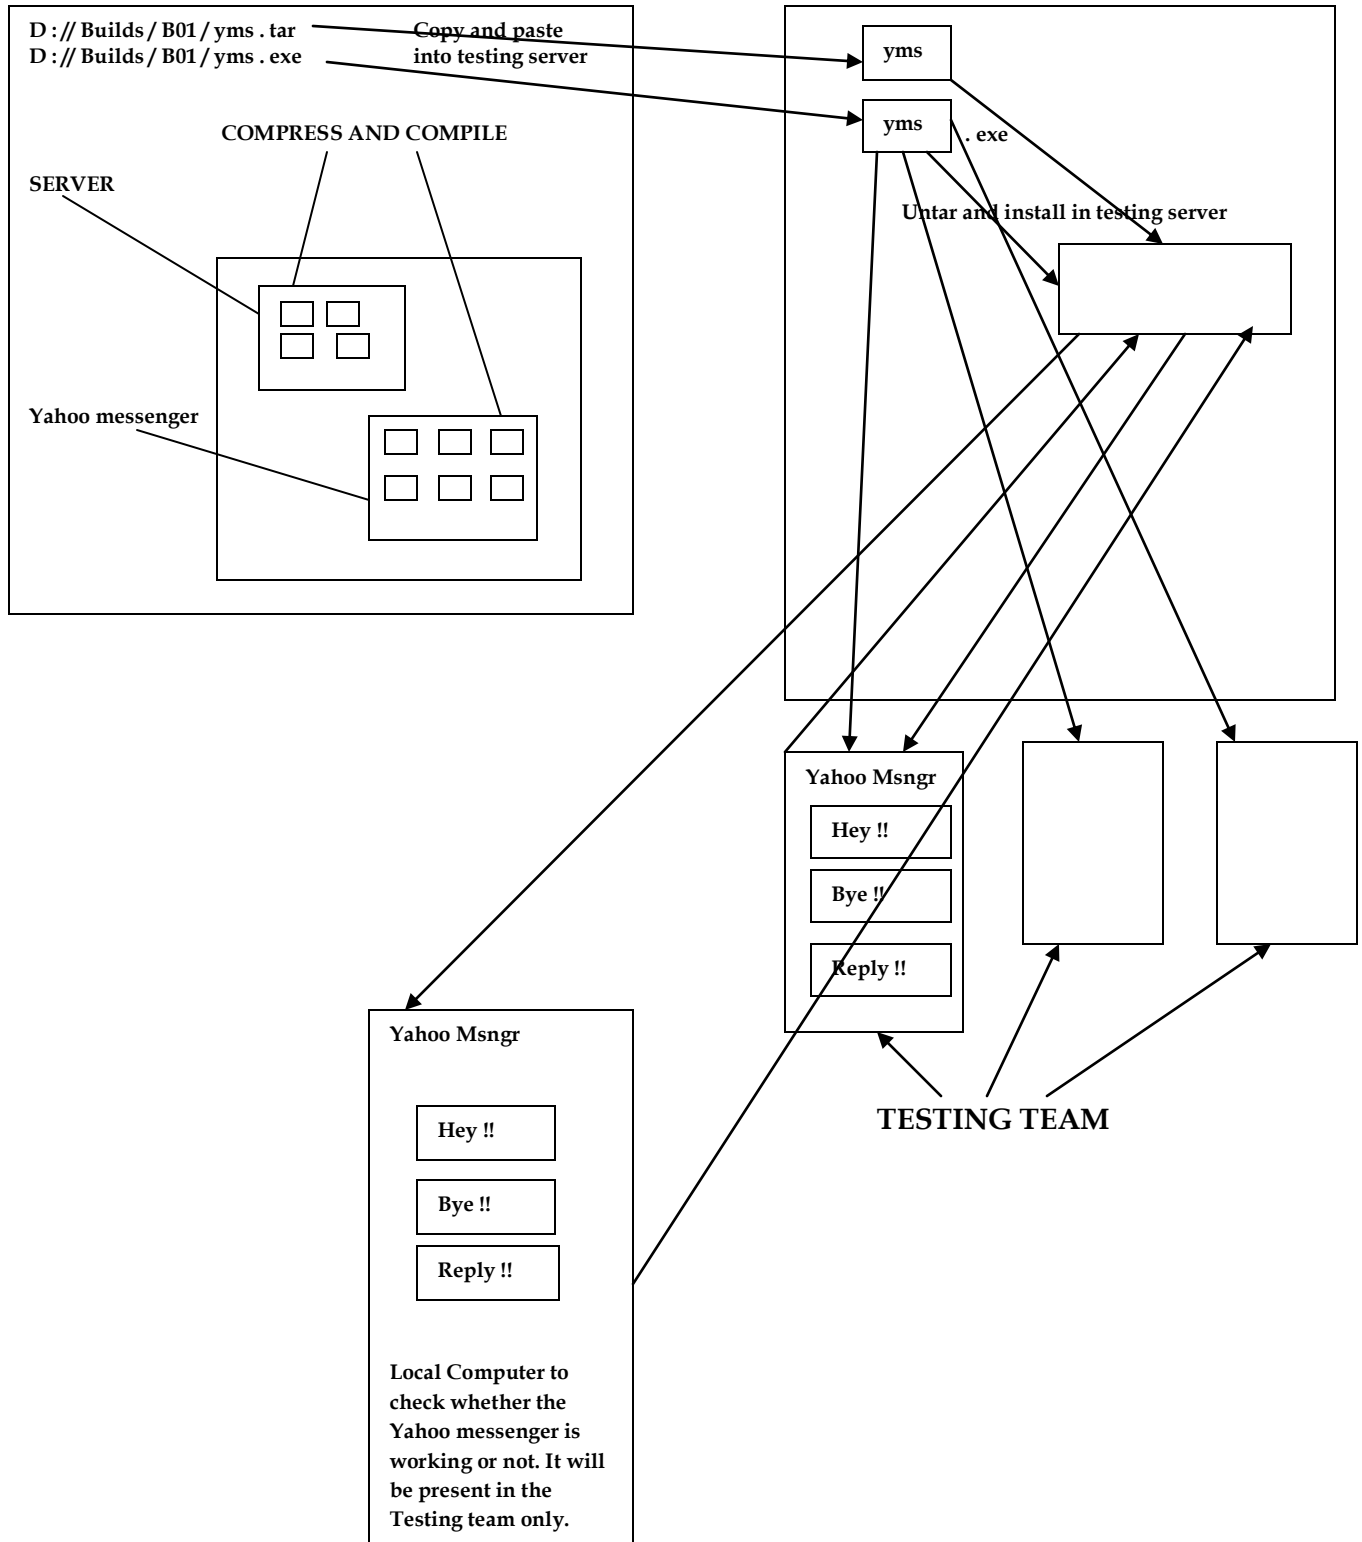 D : // Builds / B01 / yms . tar
D : // Builds / B01 / yms . exe
Copy and paste
into testing server
COMPRESS AND COMPILE
SERVER
Yahoo messenger
yms
yms
. exe
Untar and install in testing server
Yahoo Msngr
Hey !!
Bye !!
Reply !!
TESTING TEAM
Yahoo Msngr
Hey !!
Bye !!
Reply !!
Local Computer to
check whether the
Yahoo messenger is
working or not. It will
be present in the
Testing team only.